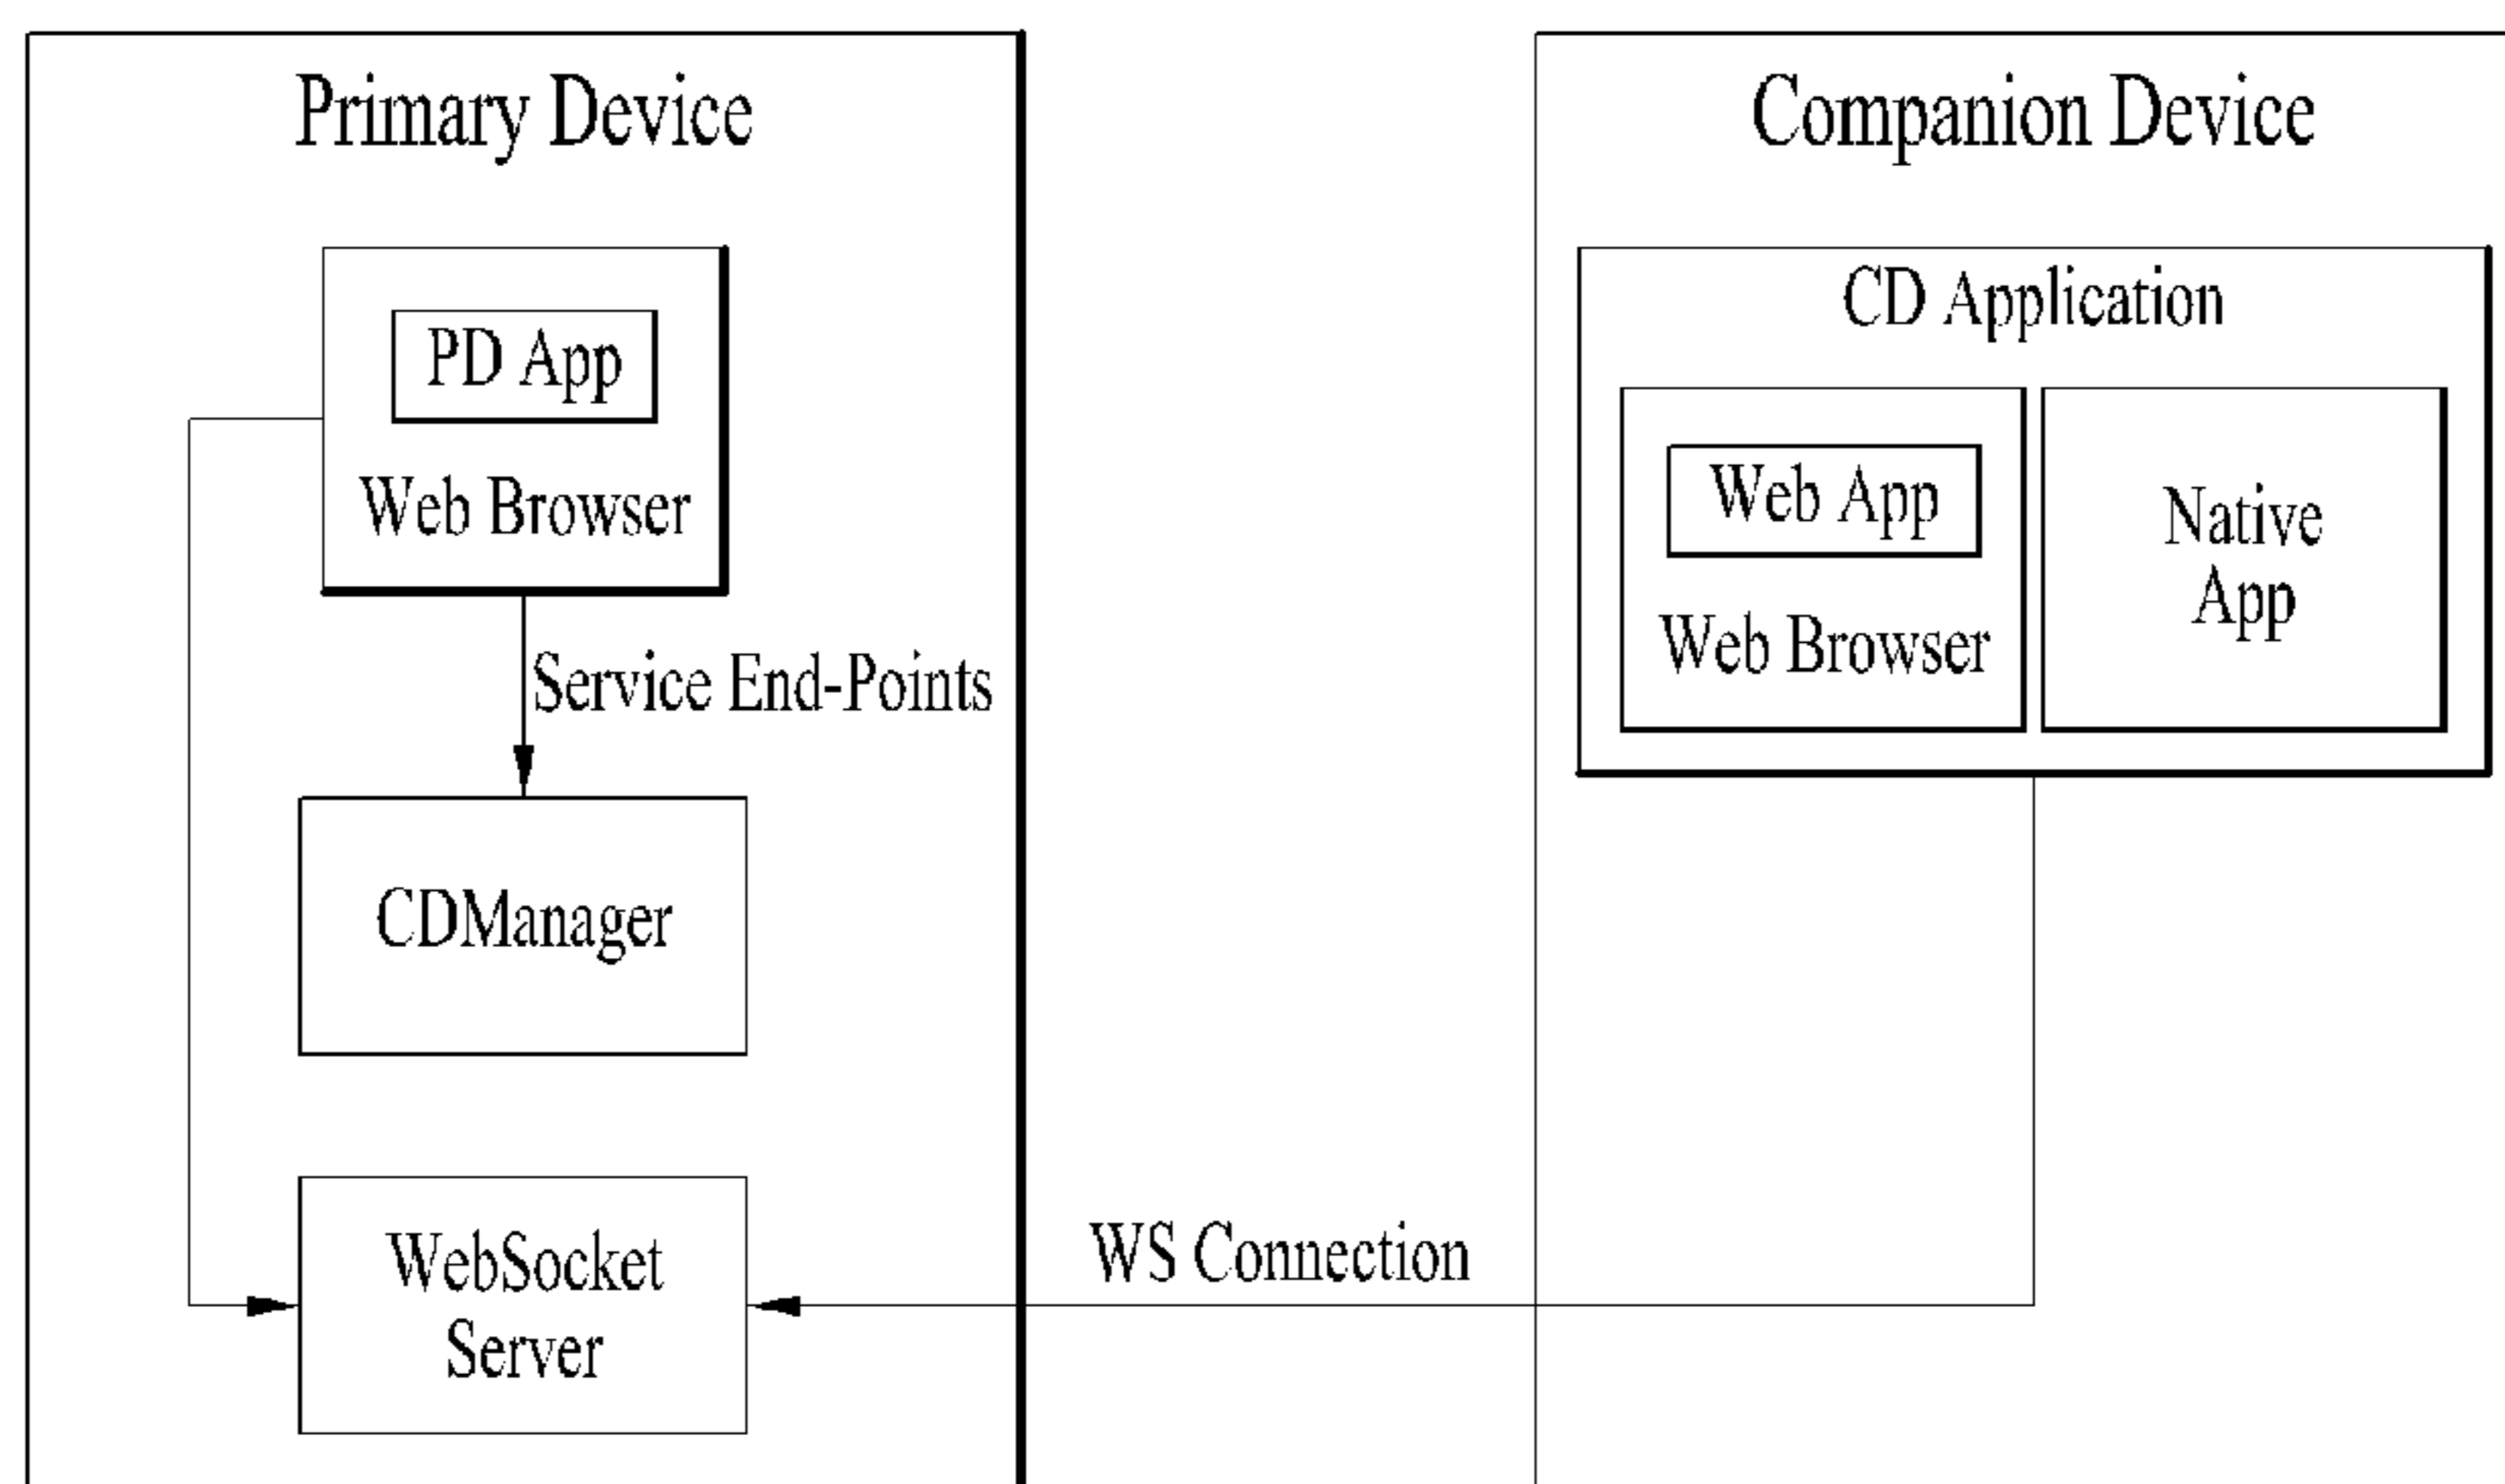 Primary Device
PD App
Web Browser
Service End-Points
CDManager
WebSocket
Server
WS Connection
Companion Device
CD Application
Web App
Web Browser
Native
App